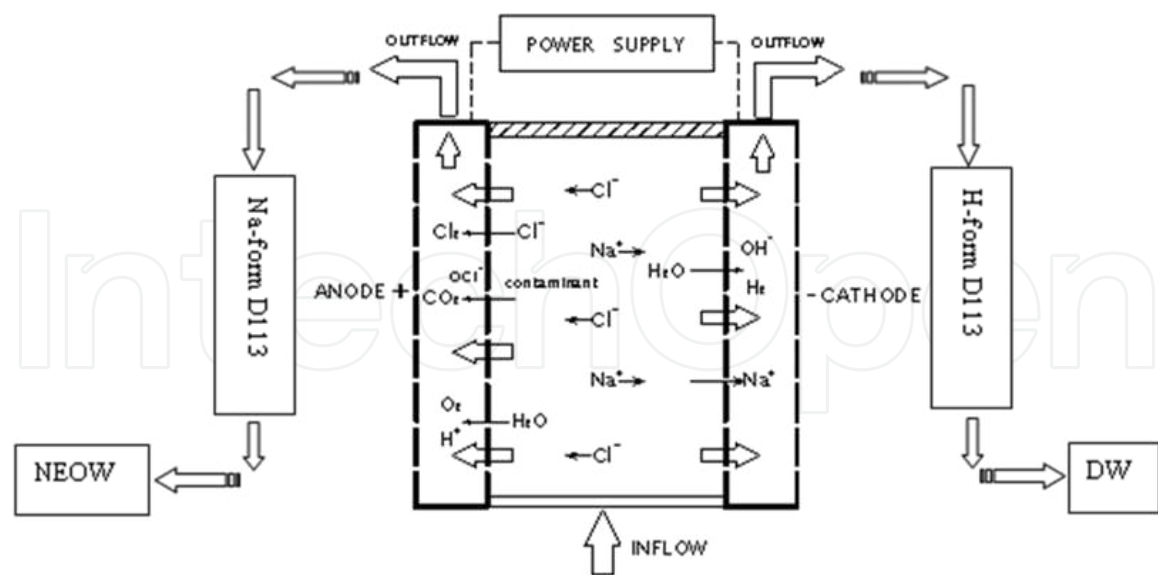 OUTFLOW
POWER SUPPLY
OUTFLOW
Na-form D113
H-form D113
Cl⁻
Cl₂
Cl⁻
Na⁺
OH⁻
H₂O
OCl⁻
contaminant
H₂
ANODE +
CO₂
- CATHODE
Cl⁻
Na⁺
Na⁺
O₂
H₂O
H⁺
Cl⁻
NEOW
DW
INFLOW
IntechOpen